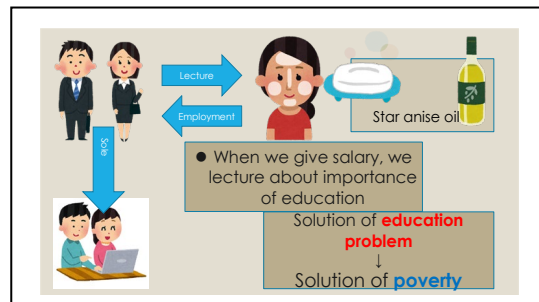 Lecture
Employment
Sale
Star anise oil
● When we give salary, we
lecture about importance
of education
Solution of education
problem
↓
Solution of poverty